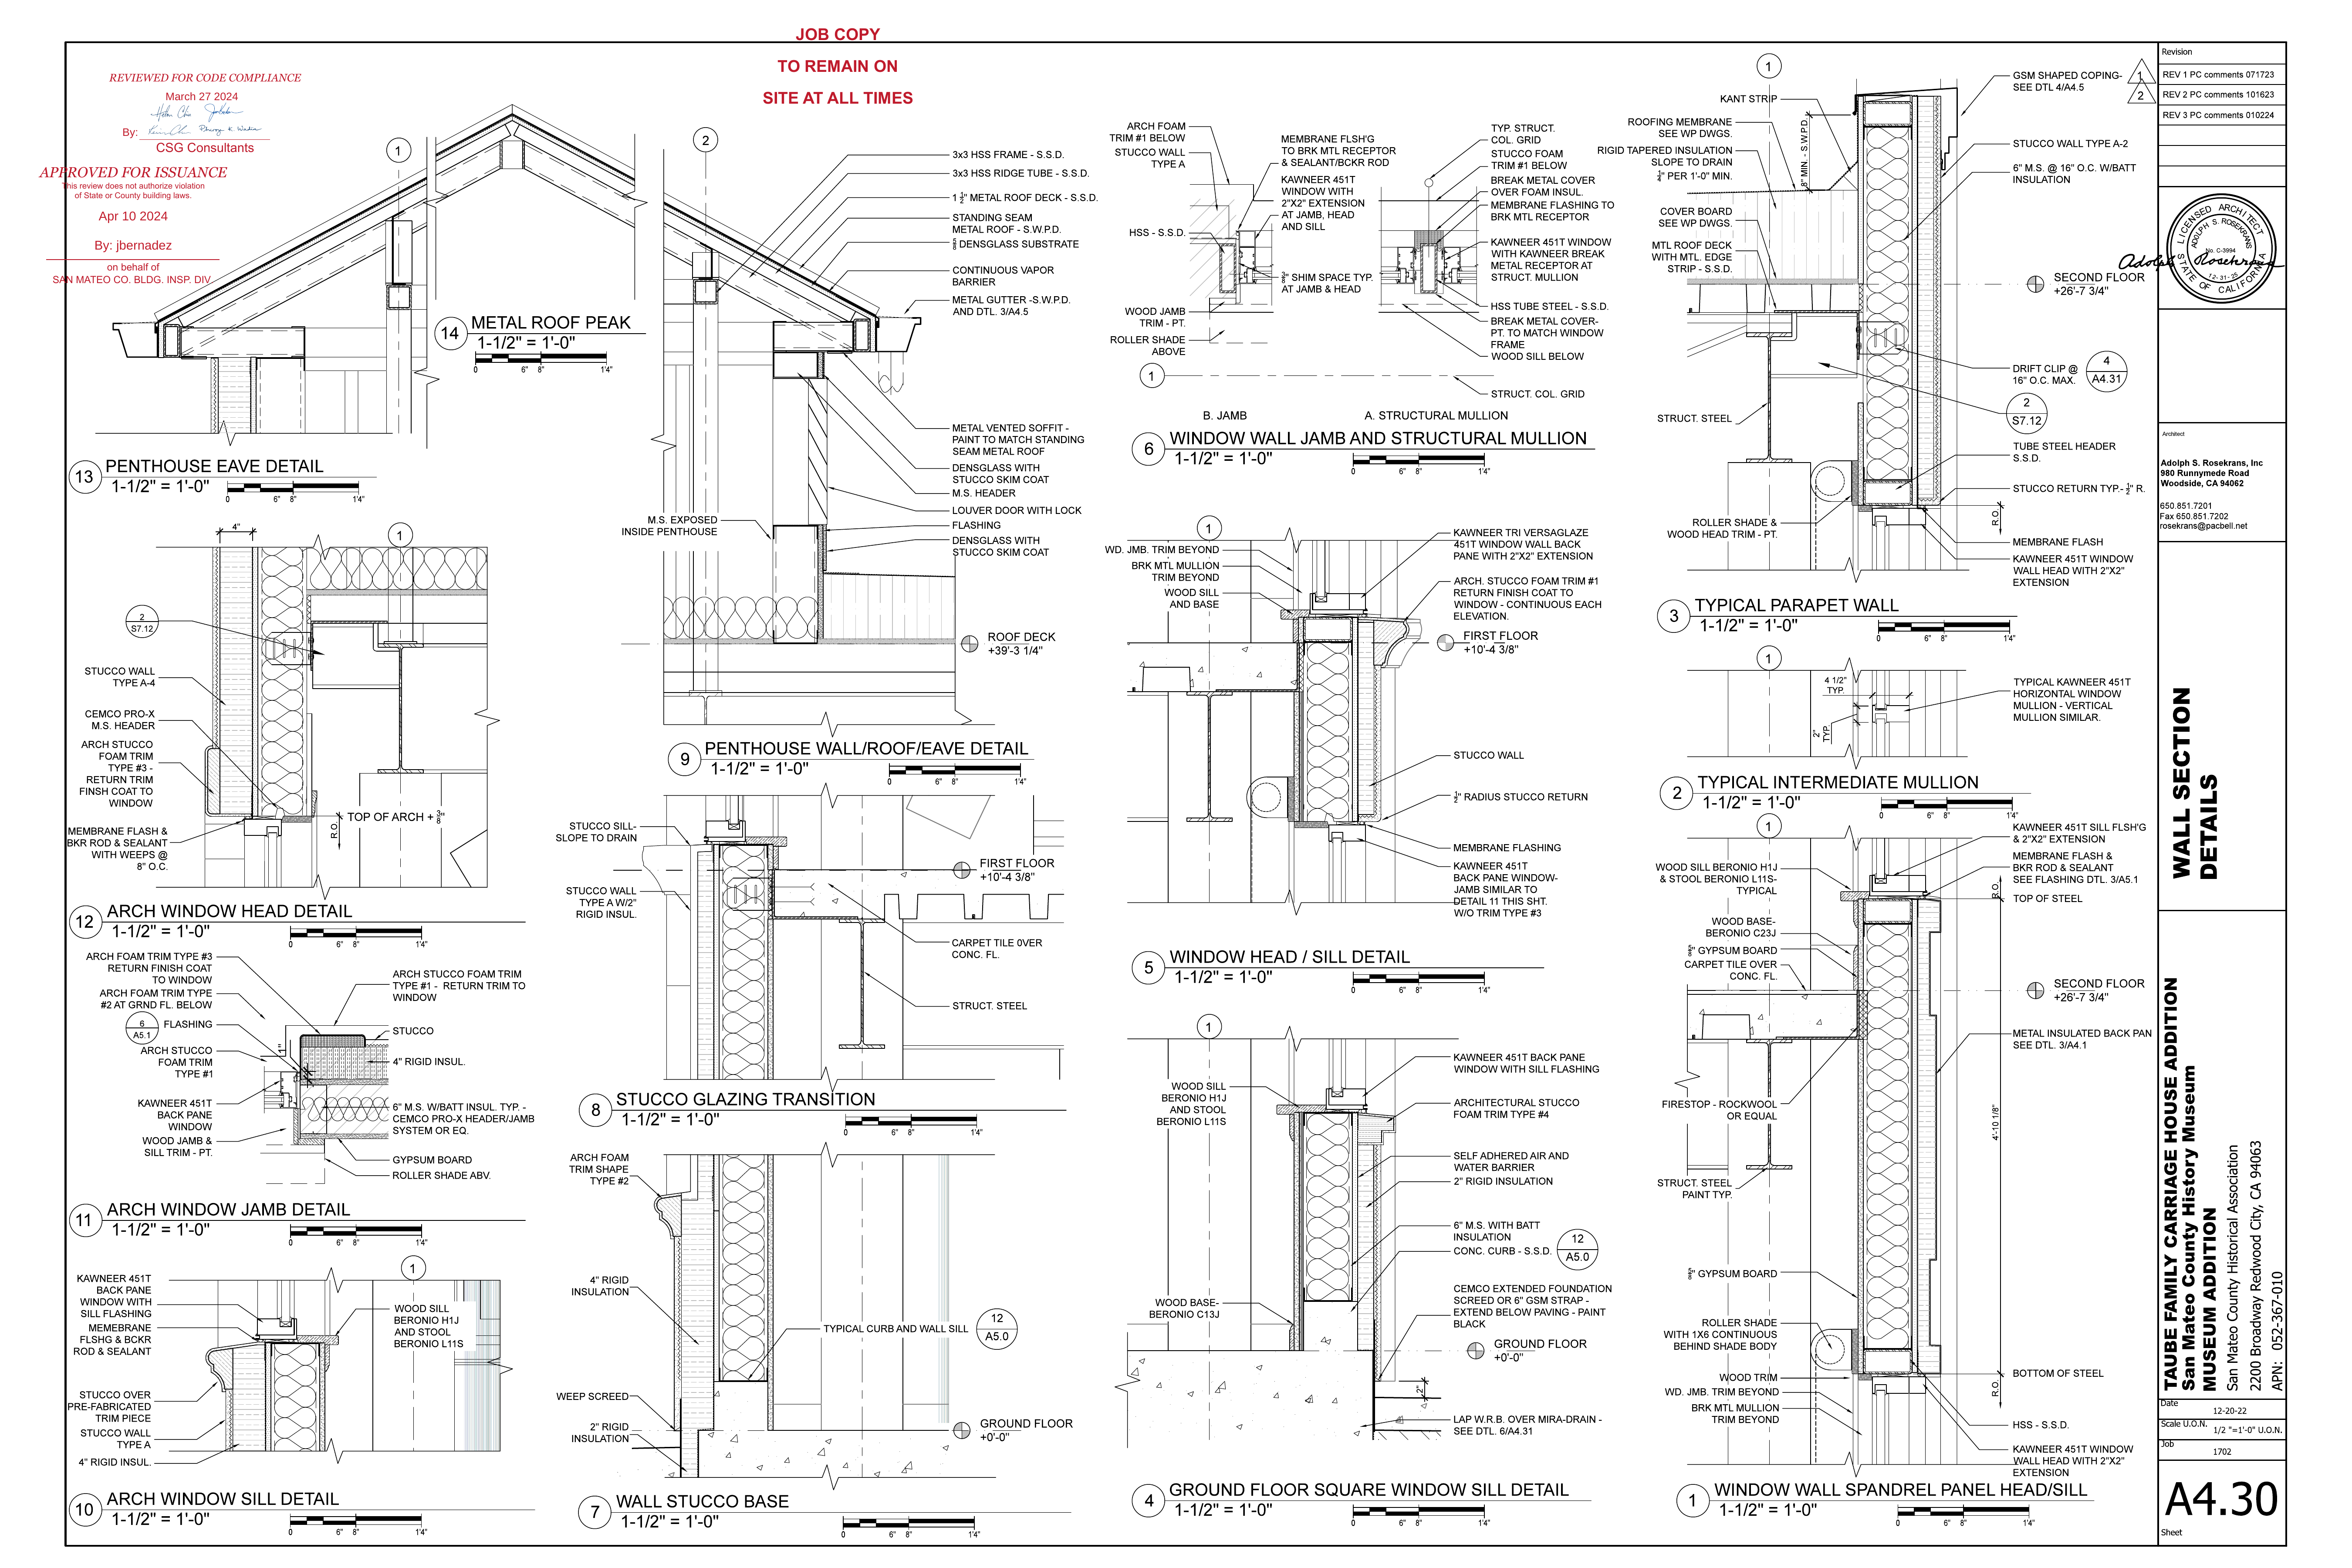 JOB COPY
TO REMAIN ON
SITE AT ALL TIMES
REVIEWED FOR CODE COMPLIANCE
March 27 2024
By:
CSG Consultants
APPROVED FOR ISSUANCE
This review does not authorize violation
of State or County building laws.
Apr 10 2024
By: jbernadez
on behalf of
SAN MATEO CO. BLDG. INSP. DIV.
1
13
PENTHOUSE EAVE DETAIL
1-1/2" = 1'-0"
0 6" 8" 1'4"
14
METAL ROOF PEAK
1-1/2" = 1'-0"
0 6" 8" 1'4"
2
3x3 HSS FRAME - S.S.D.
3x3 HSS RIDGE TUBE - S.S.D.
1 1/2" METAL ROOF DECK - S.S.D.
STANDING SEAM
METAL ROOF - S.W.P.D.
5/8" DENSGLASS SUBSTRATE
CONTINUOUS VAPOR
BARRIER
METAL GUTTER -S.W.P.D.
AND DTL. 3/A4.5
METAL VENTED SOFFIT -
PAINT TO MATCH STANDING
SEAM METAL ROOF
DENSGLASS WITH
STUCCO SKIM COAT
M.S. HEADER
LOUVER DOOR WITH LOCK
FLASHING
DENSGLASS WITH
STUCCO SKIM COAT
M.S. EXPOSED
INSIDE PENTHOUSE
ROOF DECK
+39'-3 1/4"
9
PENTHOUSE WALL/ROOF/EAVE DETAIL
1-1/2" = 1'-0"
0 6" 8" 1'4"
4"
1
2
S7.12
STUCCO WALL
TYPE A-4
CEMCO PRO-X
M.S. HEADER
ARCH STUCCO
FOAM TRIM
TYPE #3 -
RETURN TRIM
FINSH COAT TO
WINDOW
MEMBRANE FLASH &
BKR ROD & SEALANT
WITH WEEPS @
8" O.C.
R.O.
TOP OF ARCH + 3/8"
12
ARCH WINDOW HEAD DETAIL
1-1/2" = 1'-0"
0 6" 8" 1'4"
ARCH FOAM TRIM TYPE #3
RETURN FINISH COAT
TO WINDOW
ARCH FOAM TRIM TYPE
#2 AT GRND FL. BELOW
6
A5.1
FLASHING
ARCH STUCCO
FOAM TRIM
TYPE #1
KAWNEER 451T
BACK PANE
WINDOW
WOOD JAMB &
SILL TRIM - PT.
1"
ARCH STUCCO FOAM TRIM
TYPE #1 - RETURN TRIM TO
WINDOW
STUCCO
4" RIGID INSUL.
6" M.S. W/BATT INSUL. TYP. -
CEMCO PRO-X HEADER/JAMB
SYSTEM OR EQ.
GYPSUM BOARD
ROLLER SHADE ABV.
11
ARCH WINDOW JAMB DETAIL
1-1/2" = 1'-0"
0 6" 8" 1'4"
1
KAWNEER 451T
BACK PANE
WINDOW WITH
SILL FLASHING
MEMEBRANE
FLSHG & BCKR
ROD & SEALANT
STUCCO OVER
PRE-FABRICATED
TRIM PIECE
STUCCO WALL
TYPE A
4" RIGID INSUL.
WOOD SILL
BERONIO H1J
AND STOOL
BERONIO L11S
10
ARCH WINDOW SILL DETAIL
1-1/2" = 1'-0"
0 6" 8" 1'4"
STUCCO SILL-
SLOPE TO DRAIN
STUCCO WALL
TYPE A W/2"
RIGID INSUL.
FIRST FLOOR
+10'-4 3/8"
CARPET TILE 0VER
CONC. FL.
STRUCT. STEEL
8
STUCCO GLAZING TRANSITION
1-1/2" = 1'-0"
0 6" 8" 1'4"
ARCH FOAM
TRIM SHAPE
TYPE #2
4" RIGID
INSULATION
TYPICAL CURB AND WALL SILL
12
A5.0
WEEP SCREED
2" RIGID
INSULATION
GROUND FLOOR
+0'-0"
7
WALL STUCCO BASE
1-1/2" = 1'-0"
0 6" 8" 1'4"
ARCH FOAM
TRIM #1 BELOW
STUCCO WALL
TYPE A
HSS - S.S.D.
WOOD JAMB
TRIM - PT.
ROLLER SHADE
ABOVE
1
MEMBRANE FLSH'G
TO BRK MTL RECEPTOR
& SEALANT/BCKR ROD
KAWNEER 451T
WINDOW WITH
2"X2" EXTENSION
AT JAMB, HEAD
AND SILL
3/8" SHIM SPACE TYP.
AT JAMB & HEAD
TYP. STRUCT.
COL. GRID
STUCCO FOAM
TRIM #1 BELOW
BREAK METAL COVER
OVER FOAM INSUL.
MEMBRANE FLASHING TO
BRK MTL RECEPTOR
KAWNEER 451T WINDOW
WITH KAWNEER BREAK
METAL RECEPTOR AT
STRUCT. MULLION
HSS TUBE STEEL - S.S.D.
BREAK METAL COVER-
PT. TO MATCH WINDOW
FRAME
WOOD SILL BELOW
STRUCT. COL. GRID
B. JAMB
A. STRUCTURAL MULLION
6
WINDOW WALL JAMB AND STRUCTURAL MULLION
1-1/2" = 1'-0"
0 6" 8" 1'4"
1
WD. JMB. TRIM BEYOND
BRK MTL MULLION
TRIM BEYOND
WOOD SILL
AND BASE
KAWNEER TRI VERSAGLAZE
451T WINDOW WALL BACK
PANE WITH 2"X2" EXTENSION
ARCH. STUCCO FOAM TRIM #1
RETURN FINISH COAT TO
WINDOW - CONTINUOUS EACH
ELEVATION.
FIRST FLOOR
+10'-4 3/8"
STUCCO WALL
1/2" RADIUS STUCCO RETURN
MEMBRANE FLASHING
KAWNEER 451T
BACK PANE WINDOW-
JAMB SIMILAR TO
DETAIL 11 THIS SHT.
W/O TRIM TYPE #3
5
WINDOW HEAD / SILL DETAIL
1-1/2" = 1'-0"
0 6" 8" 1'4"
1
WOOD SILL
BERONIO H1J
AND STOOL
BERONIO L11S
WOOD BASE-
BERONIO C13J
KAWNEER 451T BACK PANE
WINDOW WITH SILL FLASHING
ARCHITECTURAL STUCCO
FOAM TRIM TYPE #4
SELF ADHERED AIR AND
WATER BARRIER
2" RIGID INSULATION
6" M.S. WITH BATT
INSULATION
CONC. CURB - S.S.D.
12
A5.0
CEMCO EXTENDED FOUNDATION
SCREED OR 6" GSM STRAP -
EXTEND BELOW PAVING - PAINT
BLACK
GROUND FLOOR
+0'-0"
2"
LAP W.R.B. OVER MIRA-DRAIN -
SEE DTL. 6/A4.31
4
GROUND FLOOR SQUARE WINDOW SILL DETAIL
1-1/2" = 1'-0"
0 6" 8" 1'4"
1
KANT STRIP
ROOFING MEMBRANE
SEE WP DWGS.
RIGID TAPERED INSULATION
SLOPE TO DRAIN
1/4" PER 1'-0" MIN.
8" MIN. - S.W.P.D.
COVER BOARD
SEE WP DWGS.
MTL ROOF DECK
WITH MTL. EDGE
STRIP - S.S.D.
STRUCT. STEEL
ROLLER SHADE &
WOOD HEAD TRIM - PT.
GSM SHAPED COPING-
SEE DTL 4/A4.5
1
2
STUCCO WALL TYPE A-2
6" M.S. @ 16" O.C. W/BATT
INSULATION
SECOND FLOOR
+26'-7 3/4"
DRIFT CLIP @
16" O.C. MAX.
4
A4.31
2
S7.12
TUBE STEEL HEADER
S.S.D.
STUCCO RETURN TYP.- 1/2" R.
R.O.
MEMBRANE FLASH
KAWNEER 451T WINDOW
WALL HEAD WITH 2"X2"
EXTENSION
3
TYPICAL PARAPET WALL
1-1/2" = 1'-0"
0 6" 8" 1'4"
1
4 1/2"
TYP.
2"
TYP.
TYPICAL KAWNEER 451T
HORIZONTAL WINDOW
MULLION - VERTICAL
MULLION SIMILAR.
2
TYPICAL INTERMEDIATE MULLION
1-1/2" = 1'-0"
0 6" 8" 1'4"
1
WOOD SILL BERONIO H1J
& STOOL BERONIO L11S-
TYPICAL
WOOD BASE-
BERONIO C23J
5/8" GYPSUM BOARD
CARPET TILE OVER
CONC. FL.
FIRESTOP - ROCKWOOL
OR EQUAL
STRUCT. STEEL
PAINT TYP.
5/8" GYPSUM BOARD
ROLLER SHADE
WITH 1X6 CONTINUOUS
BEHIND SHADE BODY
WOOD TRIM
WD. JMB. TRIM BEYOND
BRK MTL MULLION
TRIM BEYOND
KAWNEER 451T SILL FLSH'G
& 2"X2" EXTENSION
MEMBRANE FLASH &
BKR ROD & SEALANT
SEE FLASHING DTL. 3/A5.1
R.O.
TOP OF STEEL
SECOND FLOOR
+26'-7 3/4"
METAL INSULATED BACK PAN
SEE DTL. 3/A4.1
4'-10 1/8"
BOTTOM OF STEEL
R.O.
HSS - S.S.D.
KAWNEER 451T WINDOW
WALL HEAD WITH 2"X2"
EXTENSION
1
WINDOW WALL SPANDREL PANEL HEAD/SILL
1-1/2" = 1'-0"
0 6" 8" 1'4"
Revision
REV 1 PC comments 071723
REV 2 PC comments 101623
REV 3 PC comments 010224
LICENSED ARCHITECT
ADOLPH S. ROSEKRANS
No. C-3994
Adolph Rosekrans
12-31-25
STATE OF CALIFORNIA
Architect
Adolph S. Rosekrans, Inc
980 Runnymede Road
Woodside, CA 94062
650.851.7201
Fax 650.851.7202
rosekrans@pacbell.net
WALL SECTION
DETAILS
TAUBE FAMILY CARRIAGE HOUSE ADDITION
San Mateo County History Museum
MUSEUM ADDITION
San Mateo County Historical Association
2200 Broadway Redwood City, CA 94063
APN: 052-367-010
Date
12-20-22
Scale U.O.N.
1/2 "=1'-0" U.O.N.
Job
1702
A4.30
Sheet